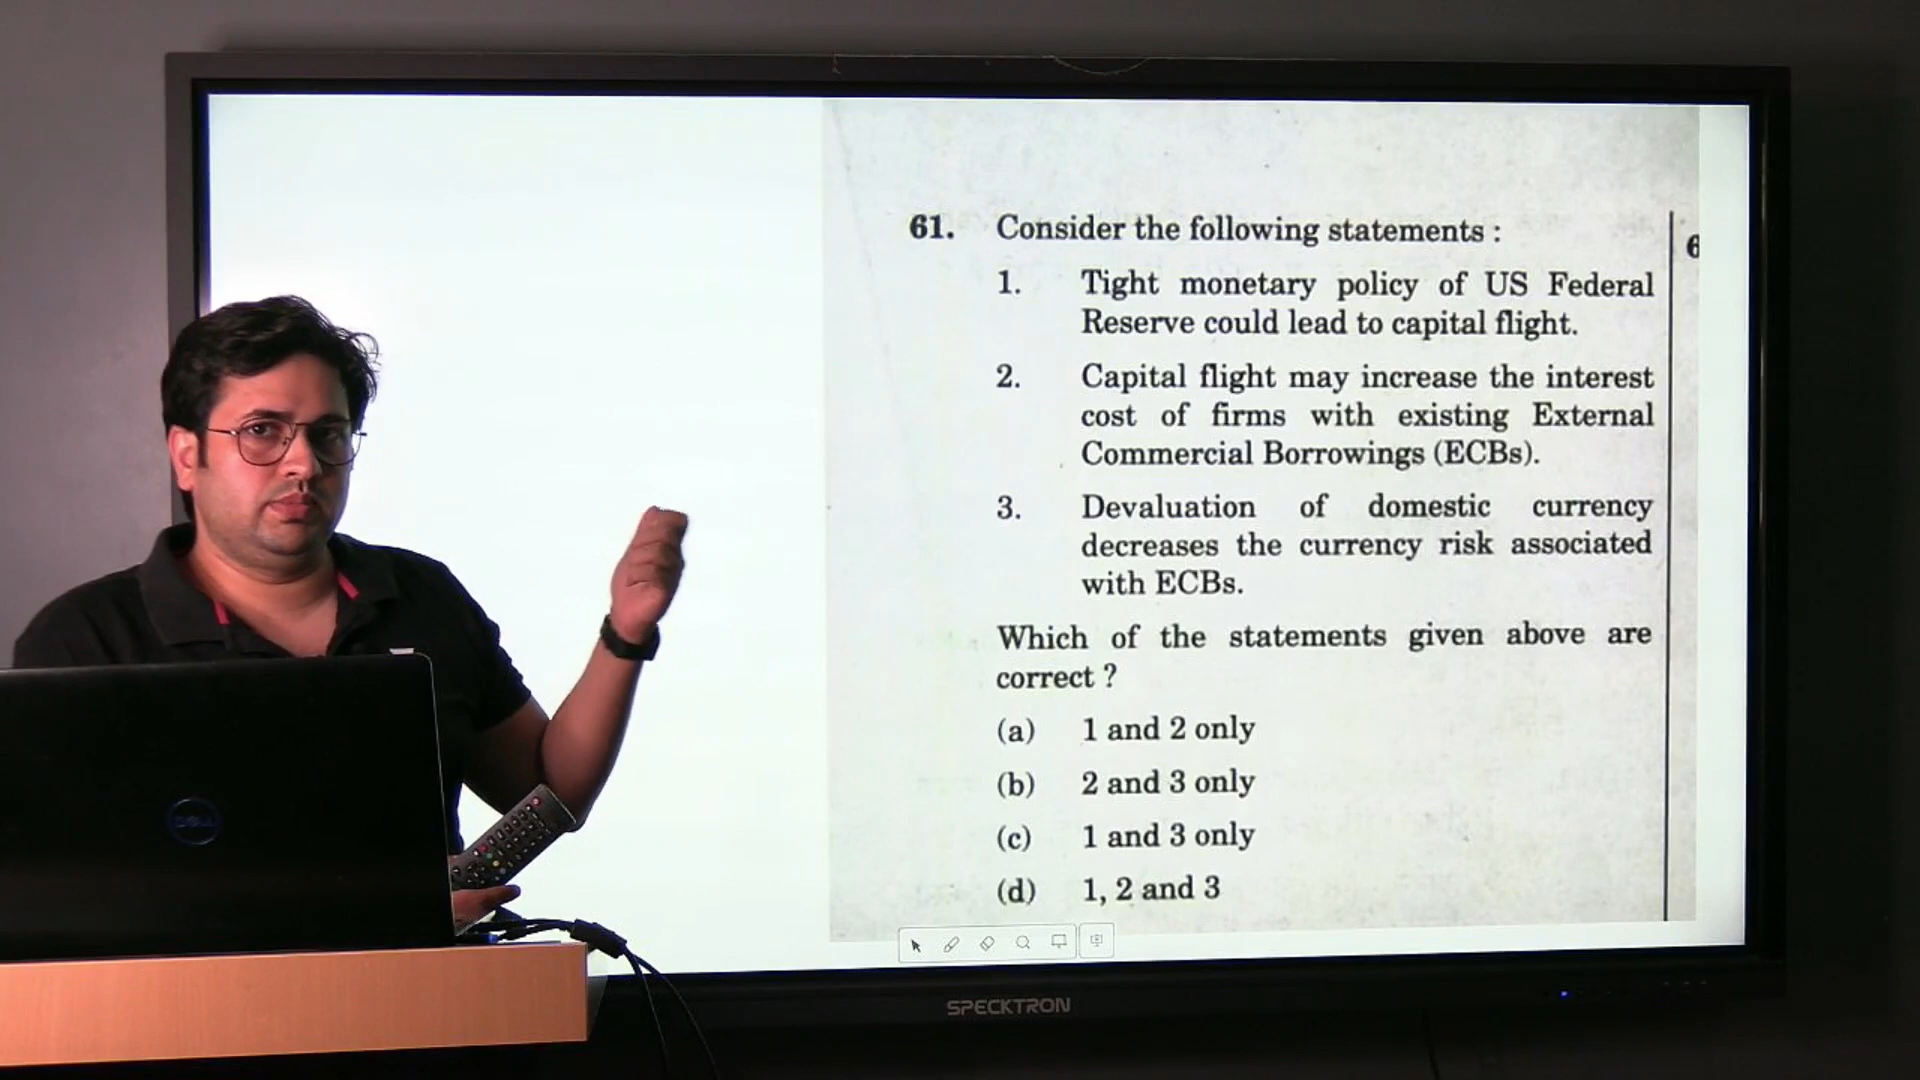 61. Consider the following statements :
1. Tight monetary policy of US Federal
Reserve could lead to capital flight.
2. Capital flight may increase the interest
cost of firms with existing External
Commercial Borrowings (ECBs).
3. Devaluation of domestic currency
decreases the currency risk associated
with ECBs.
Which of the statements given above are
correct ?
(a) 1 and 2 only
(b) 2 and 3 only
(c) 1 and 3 only
(d) 1, 2 and 3
6
SPECKTRON
DELL